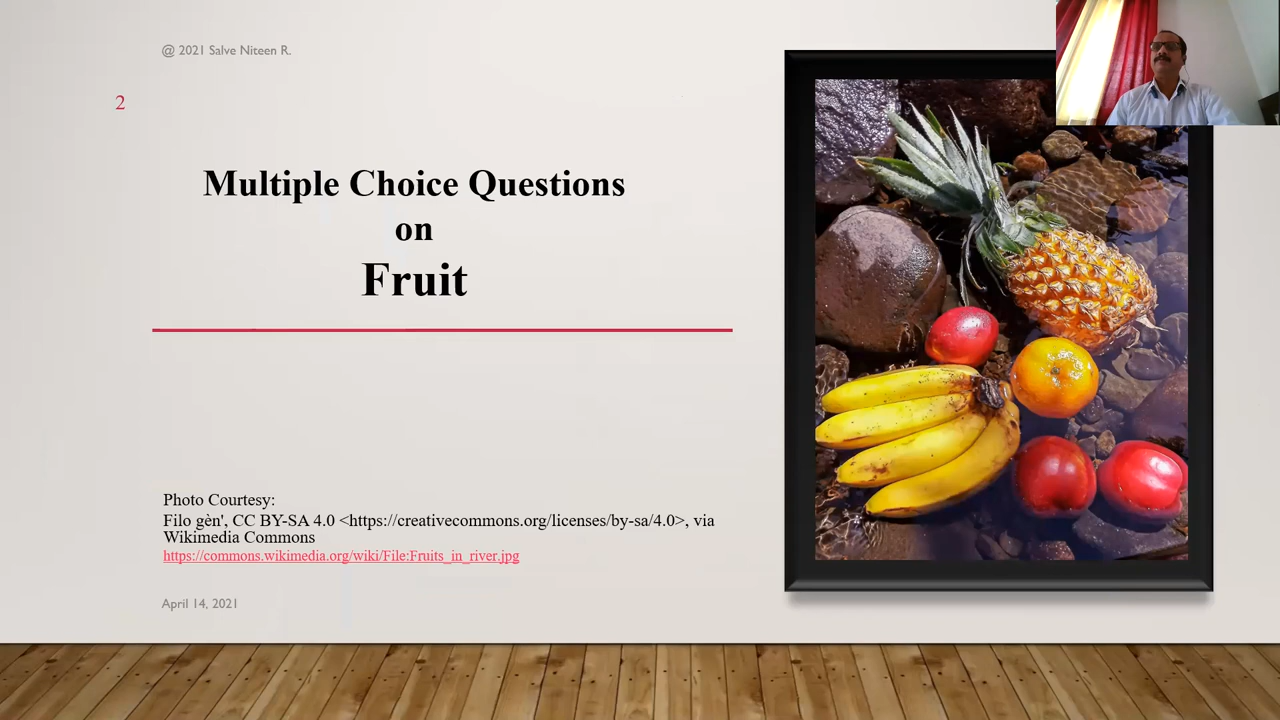 @ 2021 Salve Niteen R.
2
Multiple Choice Questions
on
Fruit
Photo Courtesy:
Filo gèn', CC BY-SA 4.0 <https://creativecommons.org/licenses/by-sa/4.0>, via
Wikimedia Commons
https://commons.wikimedia.org/wiki/File:Fruits_in_river.jpg
April 14, 2021